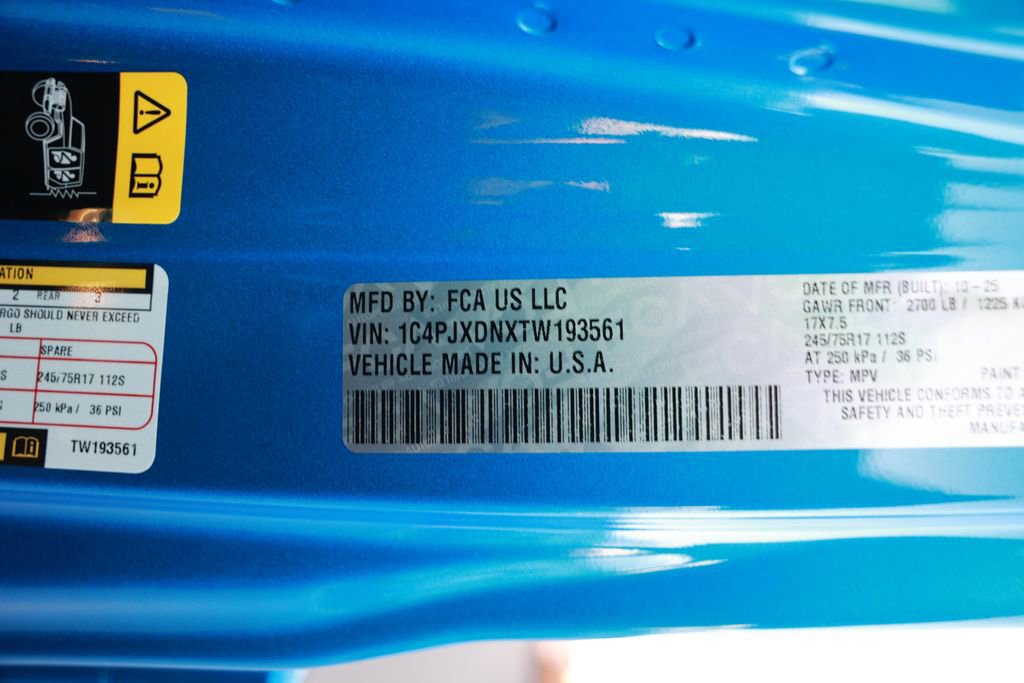 ATION
2 REAR 3
RGO SHOULD NEVER EXCEED
LB
SPARE
S 245/75R17 112S
250 kPa / 36 PSI
TW193561
MFD BY: FCA US LLC
VIN: 1C4PJXDNXTW193561
VEHICLE MADE IN: U.S.A.
DATE OF MFR (BUILT): 10-25
GAWR FRONT: 2700 LB / 1225 K
17X7.5
245/75R17 112S
AT 250 kPa / 36 PSI
TYPE: MPV PAINT:
THIS VEHICLE CONFORMS TO A
SAFETY AND THEFT PREVE
MANUFA